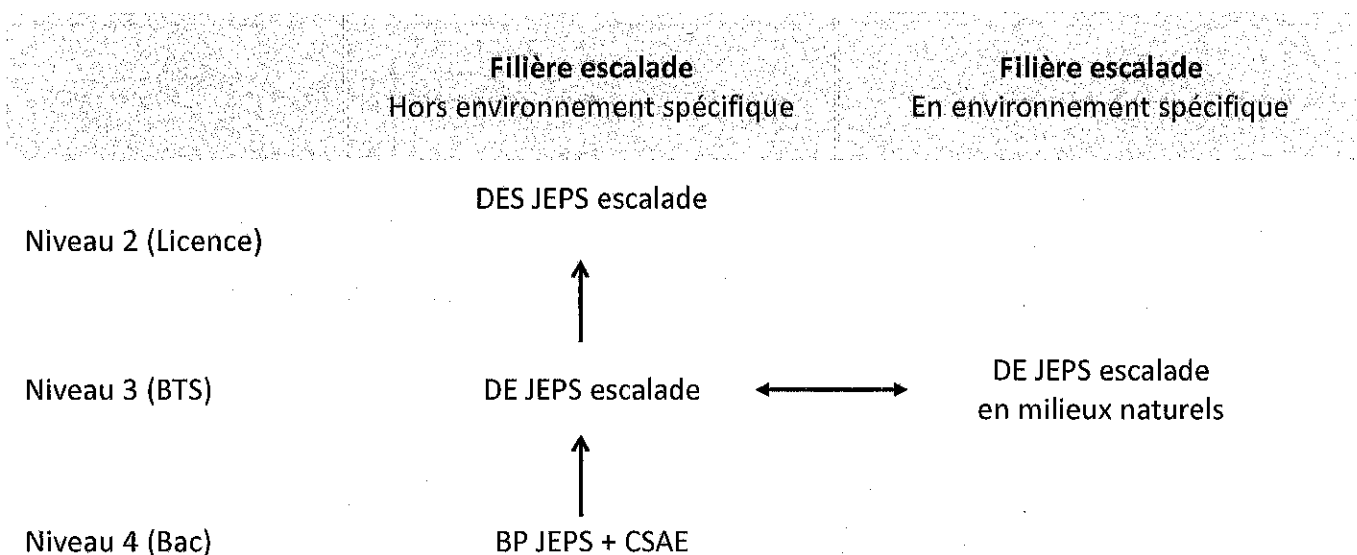 Filière escalade
Hors environnement spécifique
Filière escalade
En environnement spécifique
DES JEPS escalade
Niveau 2 (Licence)
Niveau 3 (BTS)
DE JEPS escalade
DE JEPS escalade
en milieux naturels
Niveau 4 (Bac)
BP JEPS + CSAE